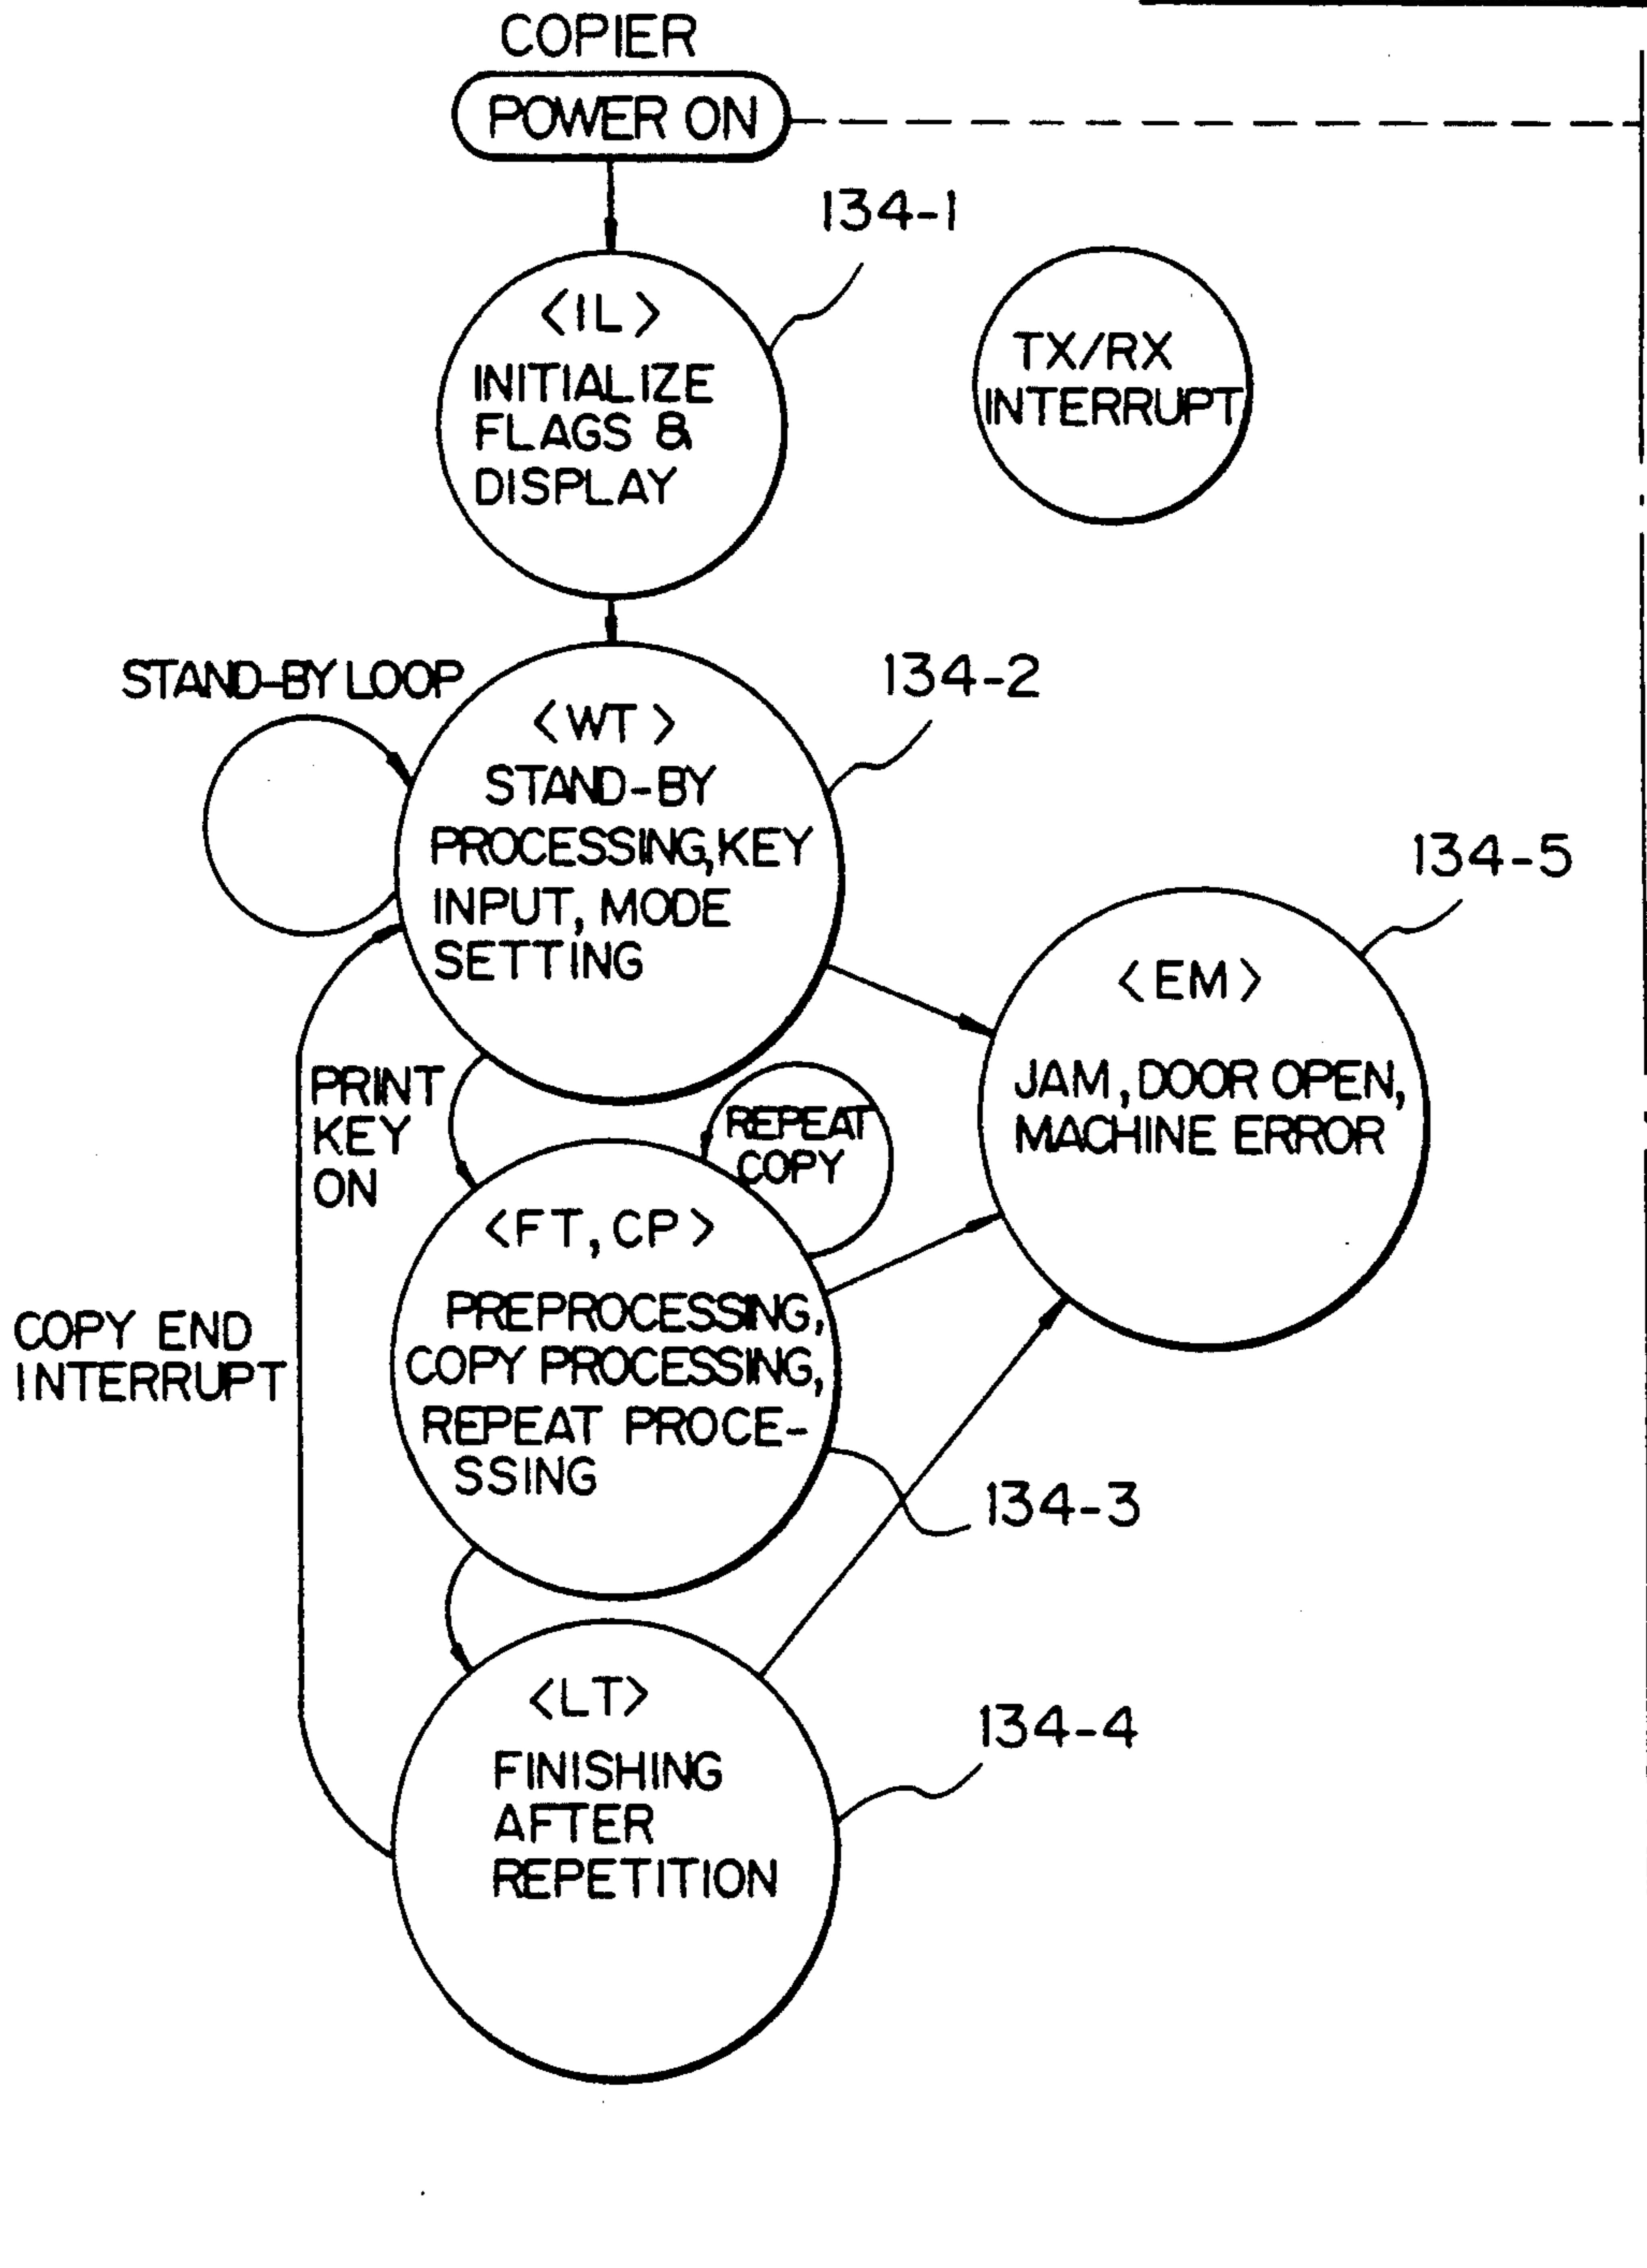 COPIER
POWER ON
134-1
<IL>
INITIALIZE
FLAGS &
DISPLAY
TX/RX
INTERRUPT
STAND-BY LOOP
134-2
<WT>
STAND-BY
PROCESSING, KEY
INPUT, MODE
SETTING
134-5
<EM>
JAM, DOOR OPEN,
MACHINE ERROR
PRINT
KEY
ON
REPEAT
COPY
<FT, CP>
PREPROCESSING,
COPY PROCESSING,
REPEAT PROCE-
SSING
COPY END
INTERRUPT
134-3
<LT>
FINISHING
AFTER
REPETITION
134-4